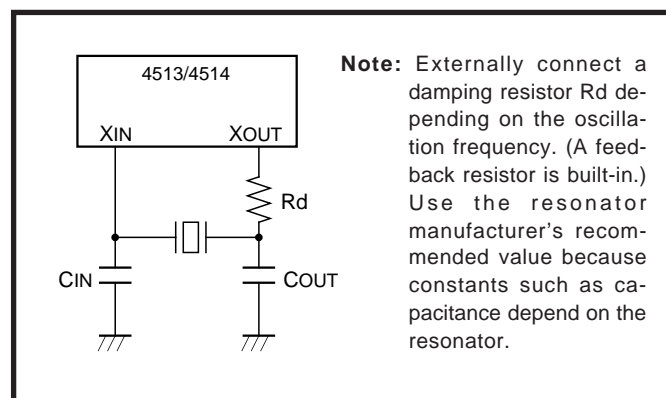 4513/4514
XIN
XOUT
Rd
CIN
COUT
Note: Externally connect a
damping resistor Rd de-
pending on the oscilla-
tion frequency. (A feed-
back resistor is built-in.)
Use the resonator
manufacturer's recom-
mended value because
constants such as ca-
pacitance depend on the
resonator.